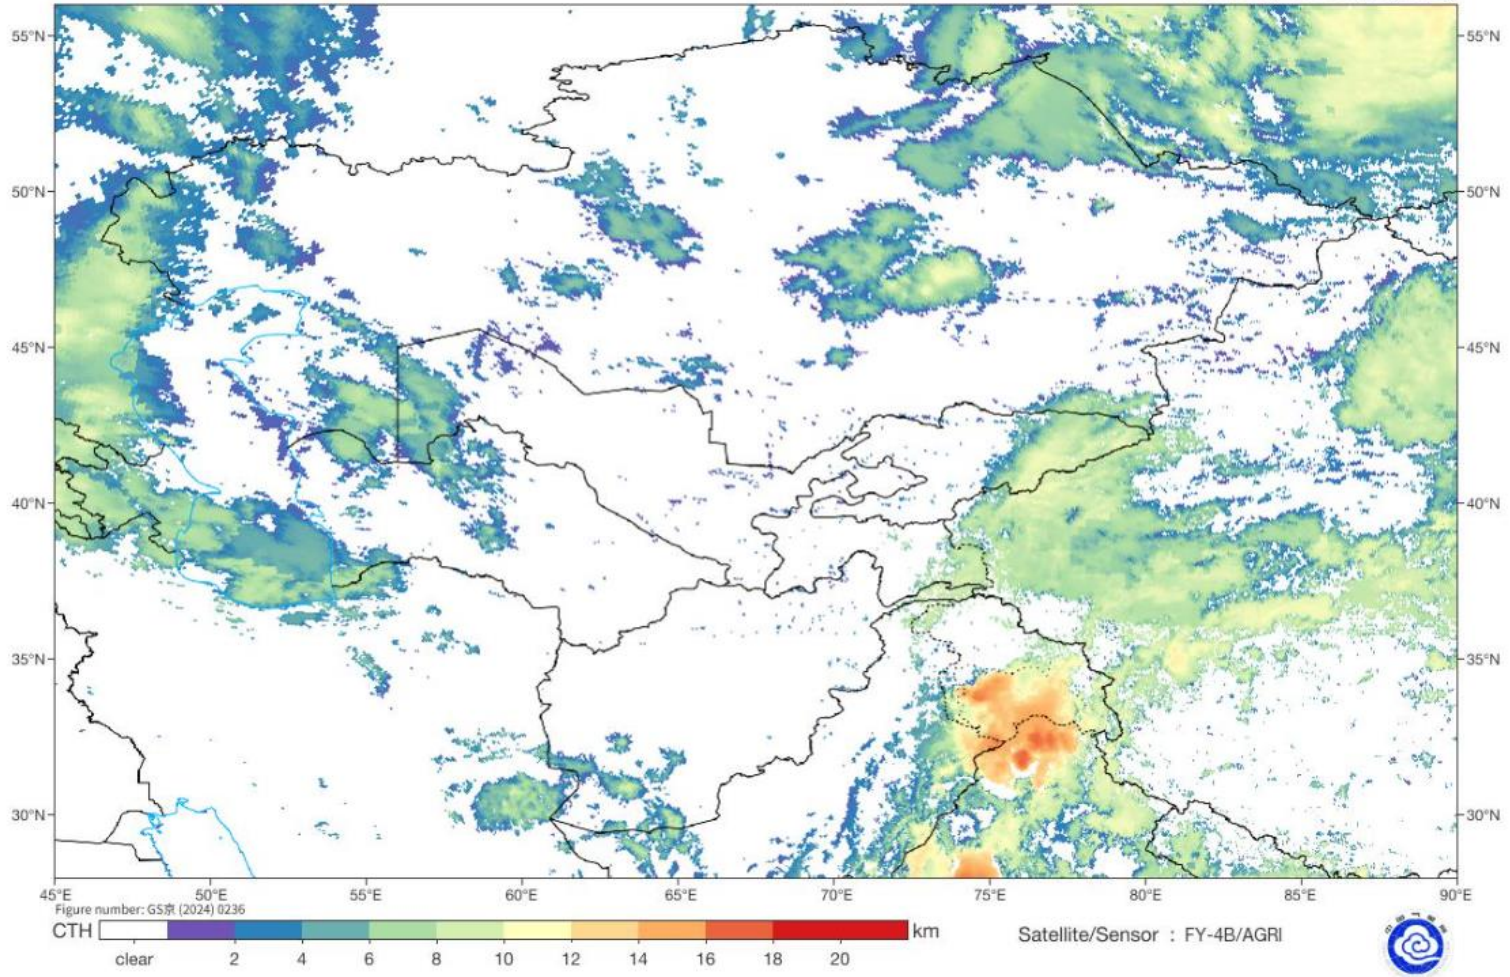 55°N 55°N
50°N 50°N
45°N 45°N
40°N 40°N
35°N 35°N
30°N 30°N
45°E 50°E 55°E 60°E 65°E 70°E 75°E 80°E 85°E 90°E
Figure number: GS京 (2024) 0236
CTH km
clear 2 4 6 8 10 12 14 16 18 20
Satellite/Sensor : FY-4B/AGRI